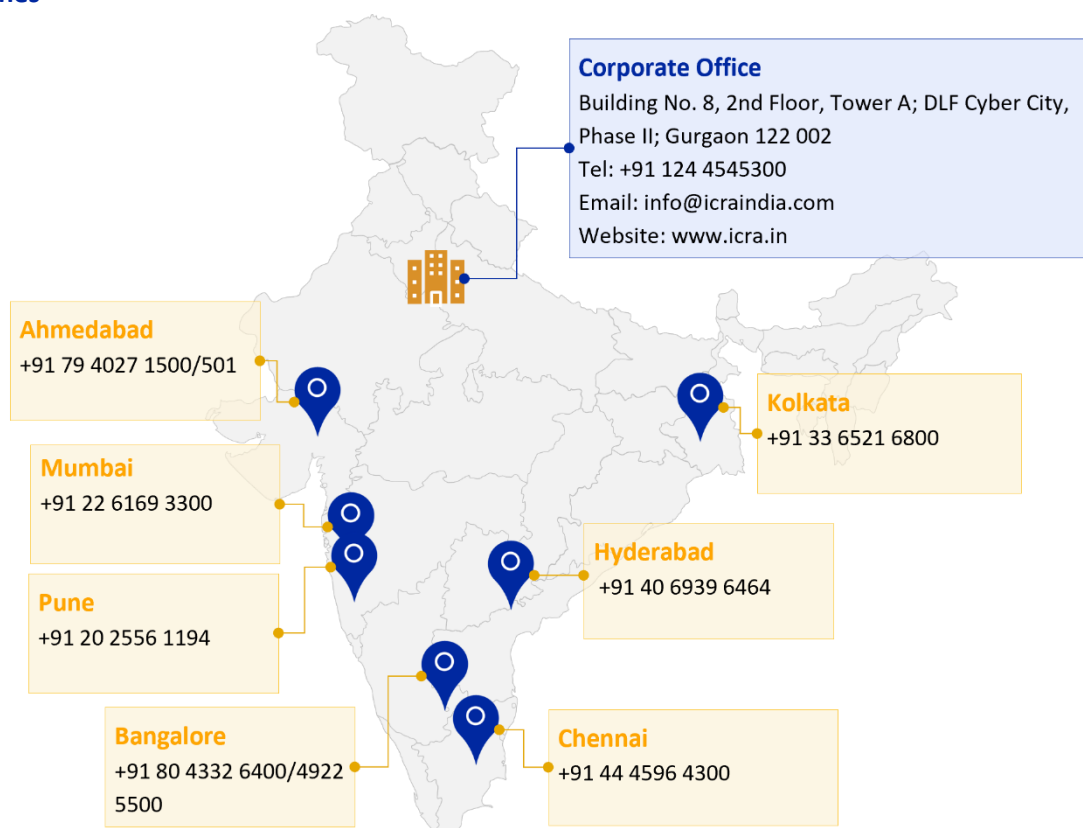 Corporate Office
Building No. 8, 2nd Floor, Tower A; DLF Cyber City,
Phase II; Gurgaon 122 002
Tel: +91 124 4545300
Email: info@icraindia.com
Website: www.icra.in
Ahmedabad
+91 79 4027 1500/501
Kolkata
+91 33 6521 6800
Mumbai
+91 22 6169 3300
Hyderabad
+91 40 6939 6464
Pune
+91 20 2556 1194
Bangalore
+91 80 4332 6400/4922
5500
Chennai
+91 44 4596 4300